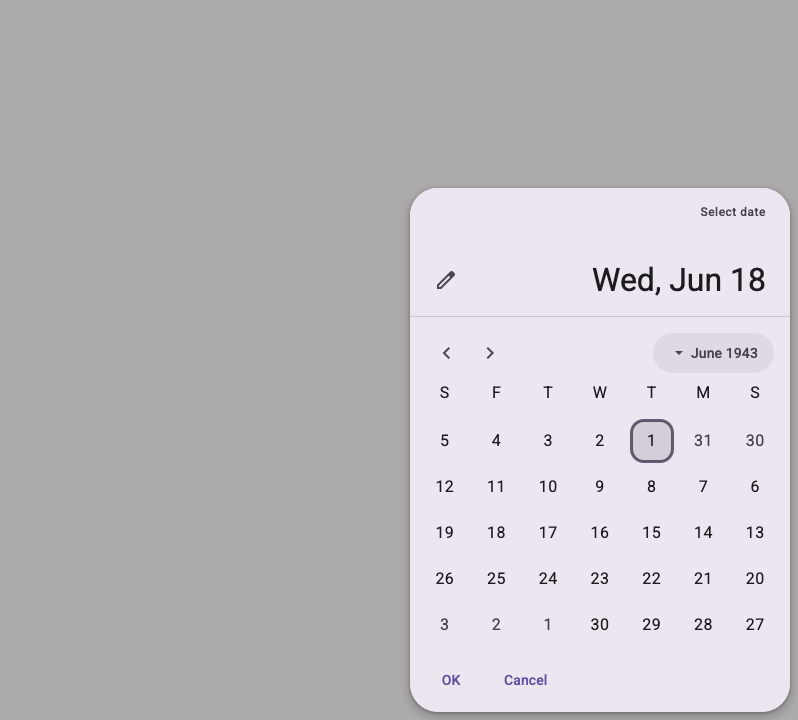 Select date
Wed, Jun 18
June 1943
S F T W T M S
5 4 3 2 1 31 30
12 11 10 9 8 7 6
19 18 17 16 15 14 13
26 25 24 23 22 21 20
3 2 1 30 29 28 27
OK Cancel